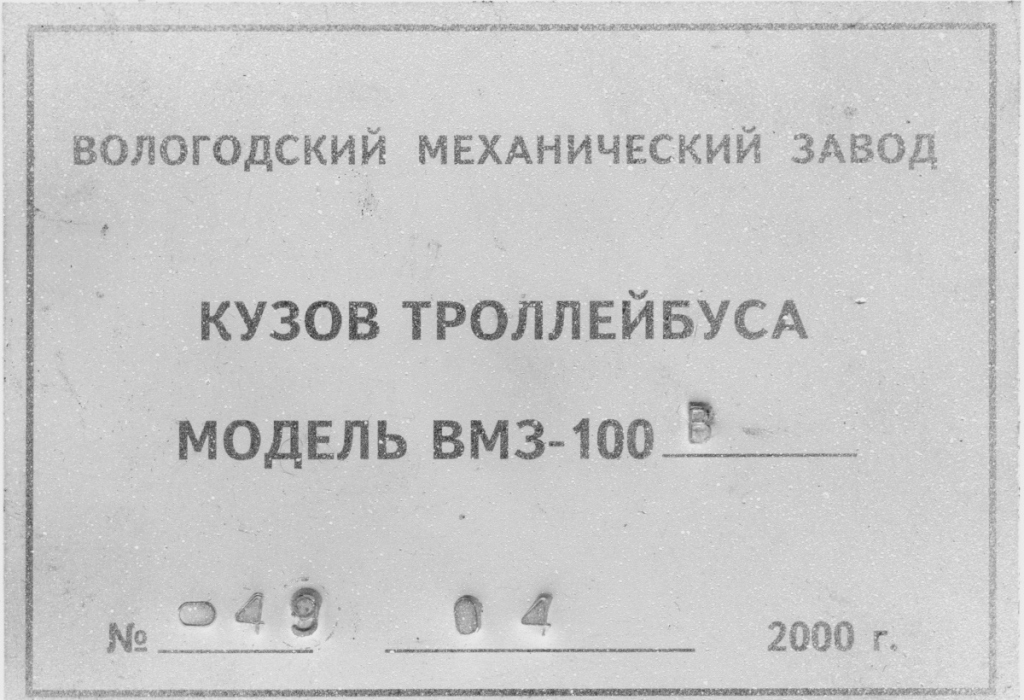 ВОЛОГОДСКИЙ МЕХАНИЧЕСКИЙ ЗАВОД
КУЗОВ ТРОЛЛЕЙБУСА
МОДЕЛЬ ВМЗ-100 В
№ 049 04 2000 г.